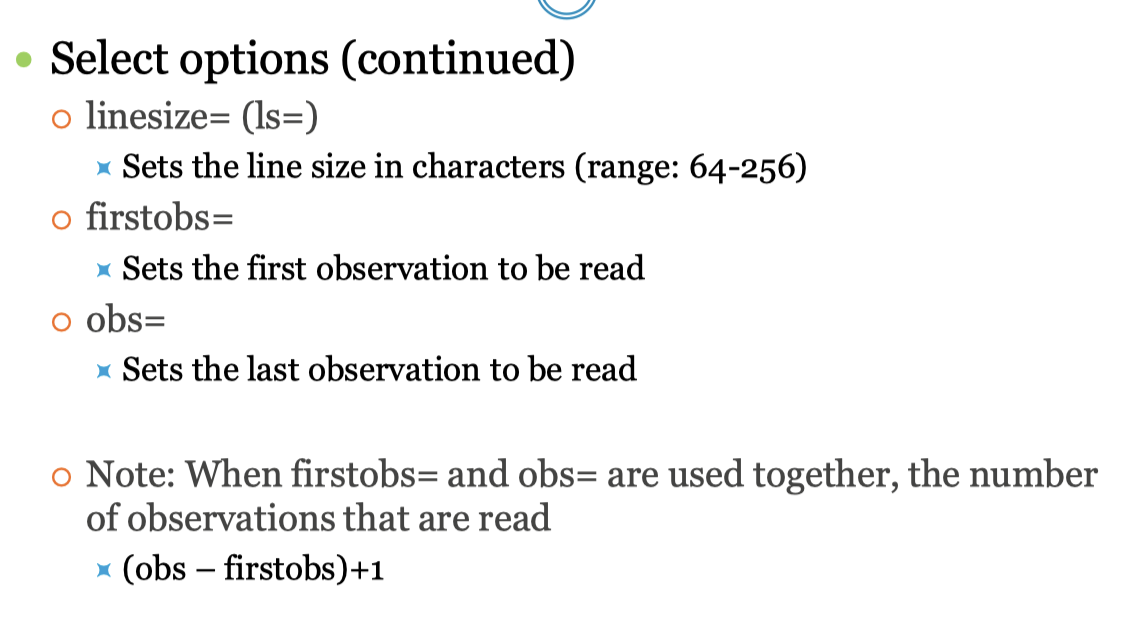 Select options (continued)
linesize= (ls=)
Sets the line size in characters (range: 64-256)
firstobs=
Sets the first observation to be read
obs=
Sets the last observation to be read
Note: When firstobs= and obs= are used together, the number
of observations that are read
(obs – firstobs)+1